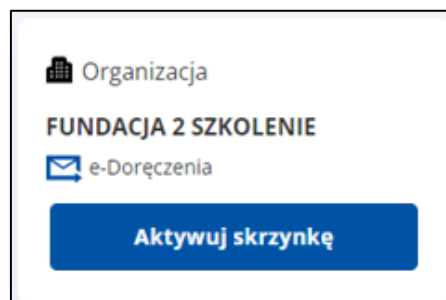 Organizacja
FUNDACJA 2 SZKOLENIE
e-Doręczenia
Aktywuj skrzynkę